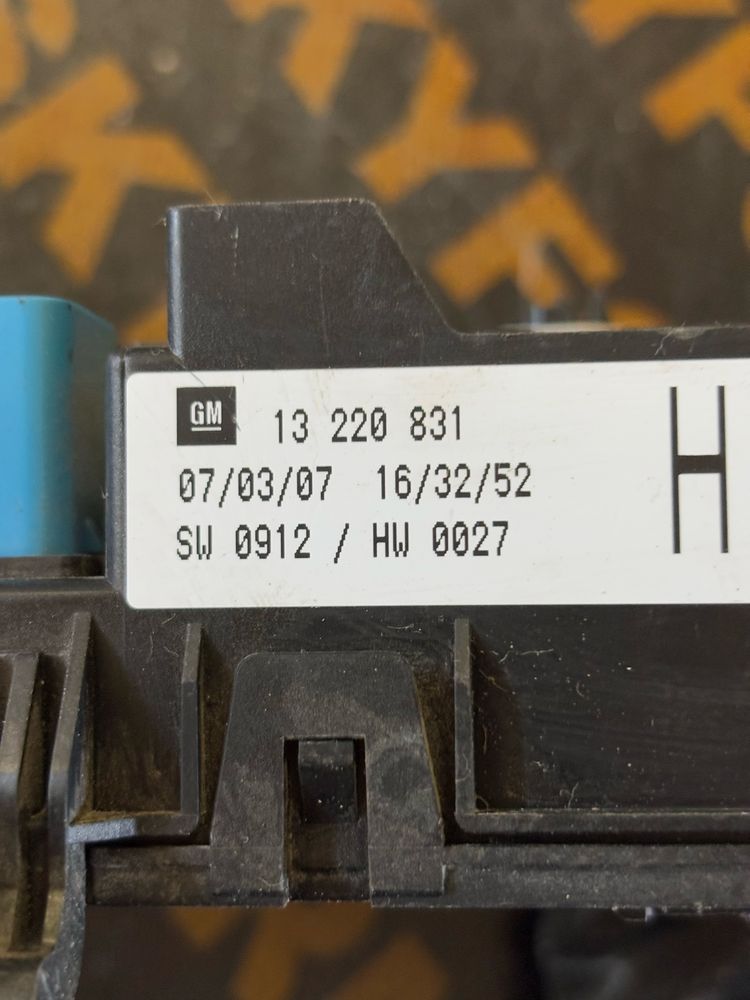 GM 13 220 831
07/03/07 16/32/52
SW 0912 / HW 0027
H